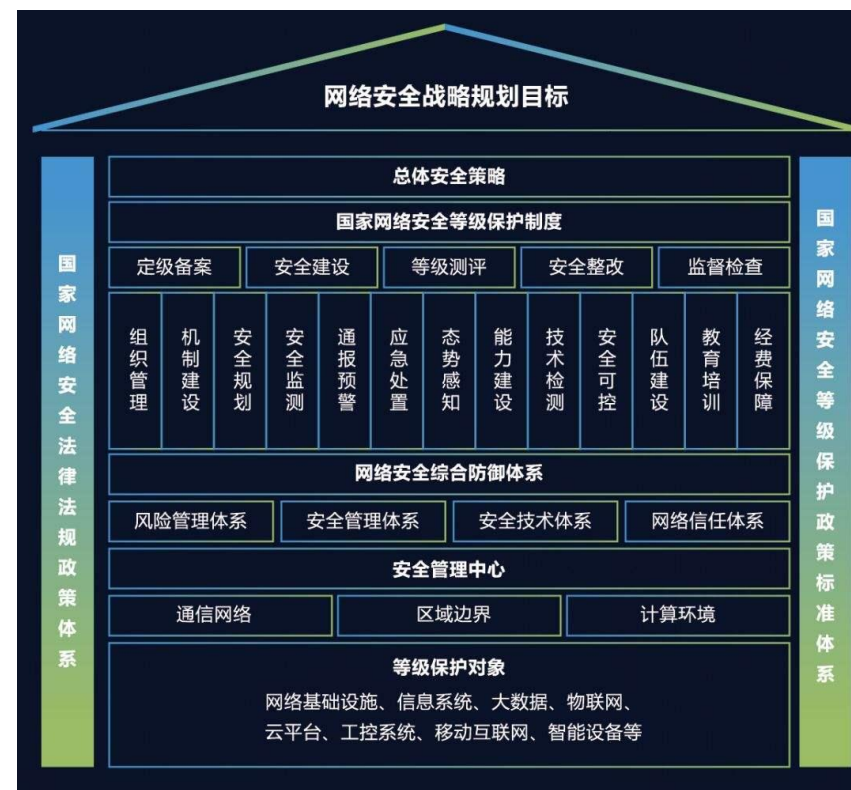 网络安全战略规划目标
国家网络安全法律法规政策体系
总体安全策略
国家网络安全等级保护制度
定级备案
安全建设
等级测评
安全整改
监督检查
组织管理
机制建设
安全规划
安全监测
通报预警
应急处置
态势感知
能力建设
技术检测
安全可控
队伍建设
教育培训
经费保障
网络安全综合防御体系
风险管理体系
安全管理体系
安全技术体系
网络信任体系
安全管理中心
通信网络
区域边界
计算环境
等级保护对象
网络基础设施、信息系统、大数据、物联网、
云平台、工控系统、移动互联网、智能设备等
国家网络安全等级保护政策标准体系